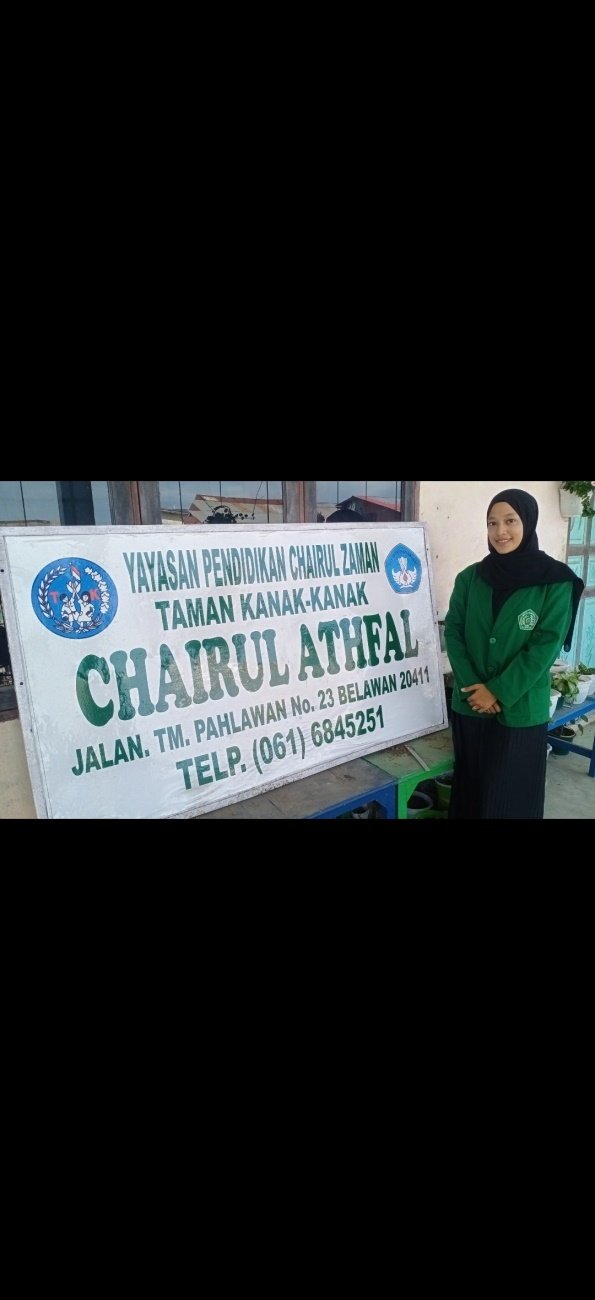 YAYASAN PENDIDIKAN CHAIRUL ZAMAN
TAMAN KANAK-KANAK
CHAIRUL ATHFAL
JALAN. TM. PAHLAWAN No. 23 BELAWAN 20411
TELP. (061) 6845251
T K